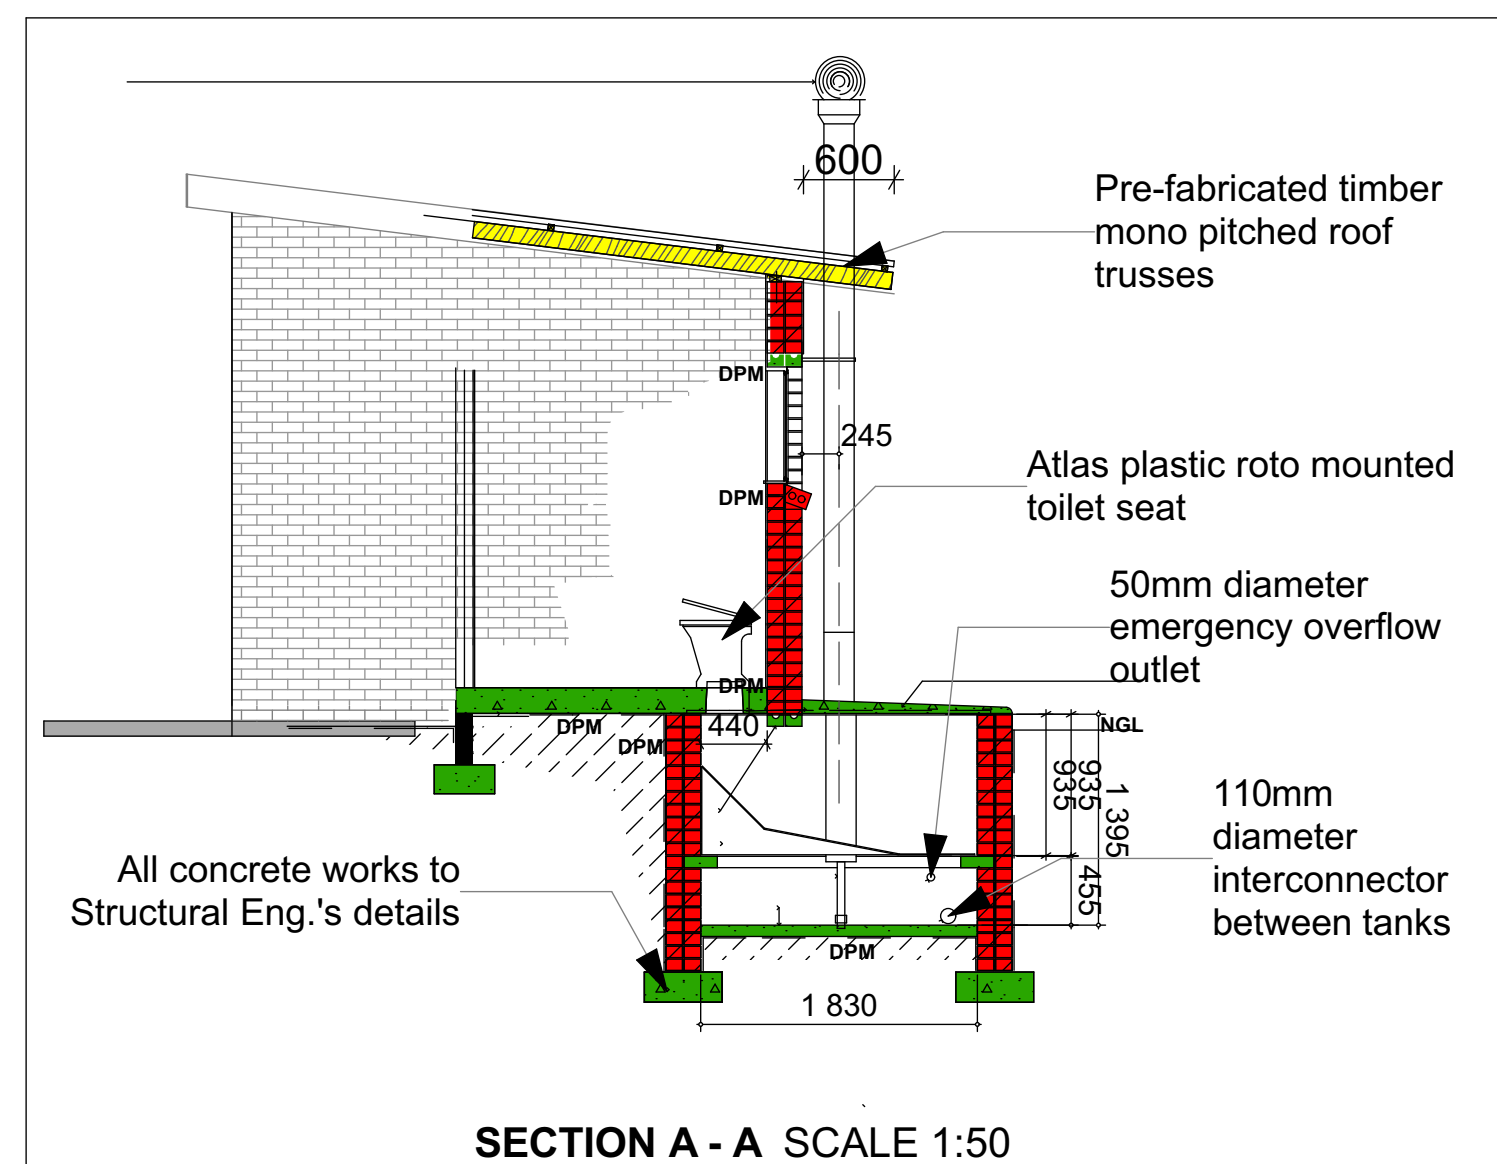 600
Pre-fabricated timber
mono pitched roof
trusses
DPM
245
Atlas plastic roto mounted
toilet seat
DPM
50mm diameter
emergency overflow
outlet
DPM
DPM
DPM
440
NGL
935
935
1 395
455
110mm
diameter
interconnector
between tanks
All concrete works to
Structural Eng.'s details
DPM
1 830
SECTION A - A SCALE 1:50